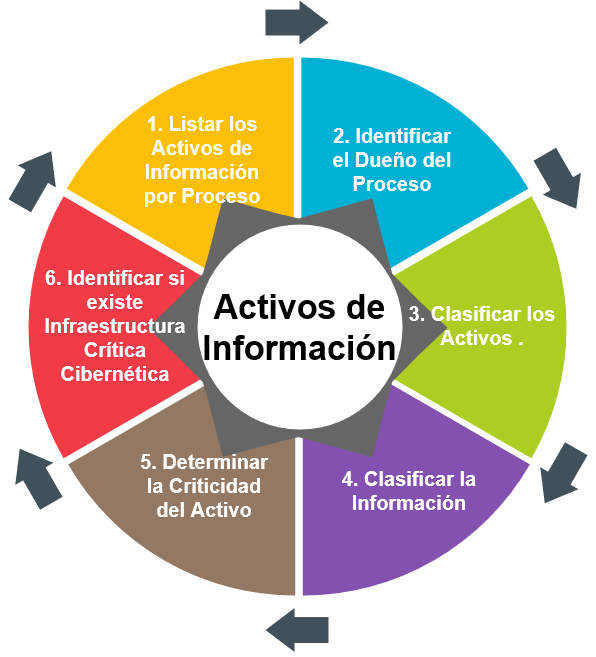 1. Listar los
Activos de
Información
por Proceso
2. Identificar
el Dueño del
Proceso
3. Clasificar los
Activos .
4. Clasificar la
Información
5. Determinar
la Criticidad
del Activo
6. Identificar si
existe
Infraestructura
Crítica
Cibernética
Activos de
Información